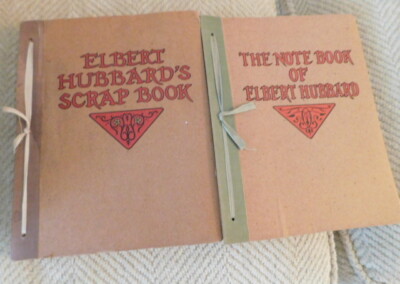 ELBERT
HUBBARD'S
SCRAP BOOK
THE NOTE BOOK
OF
ELBERT HUBBARD